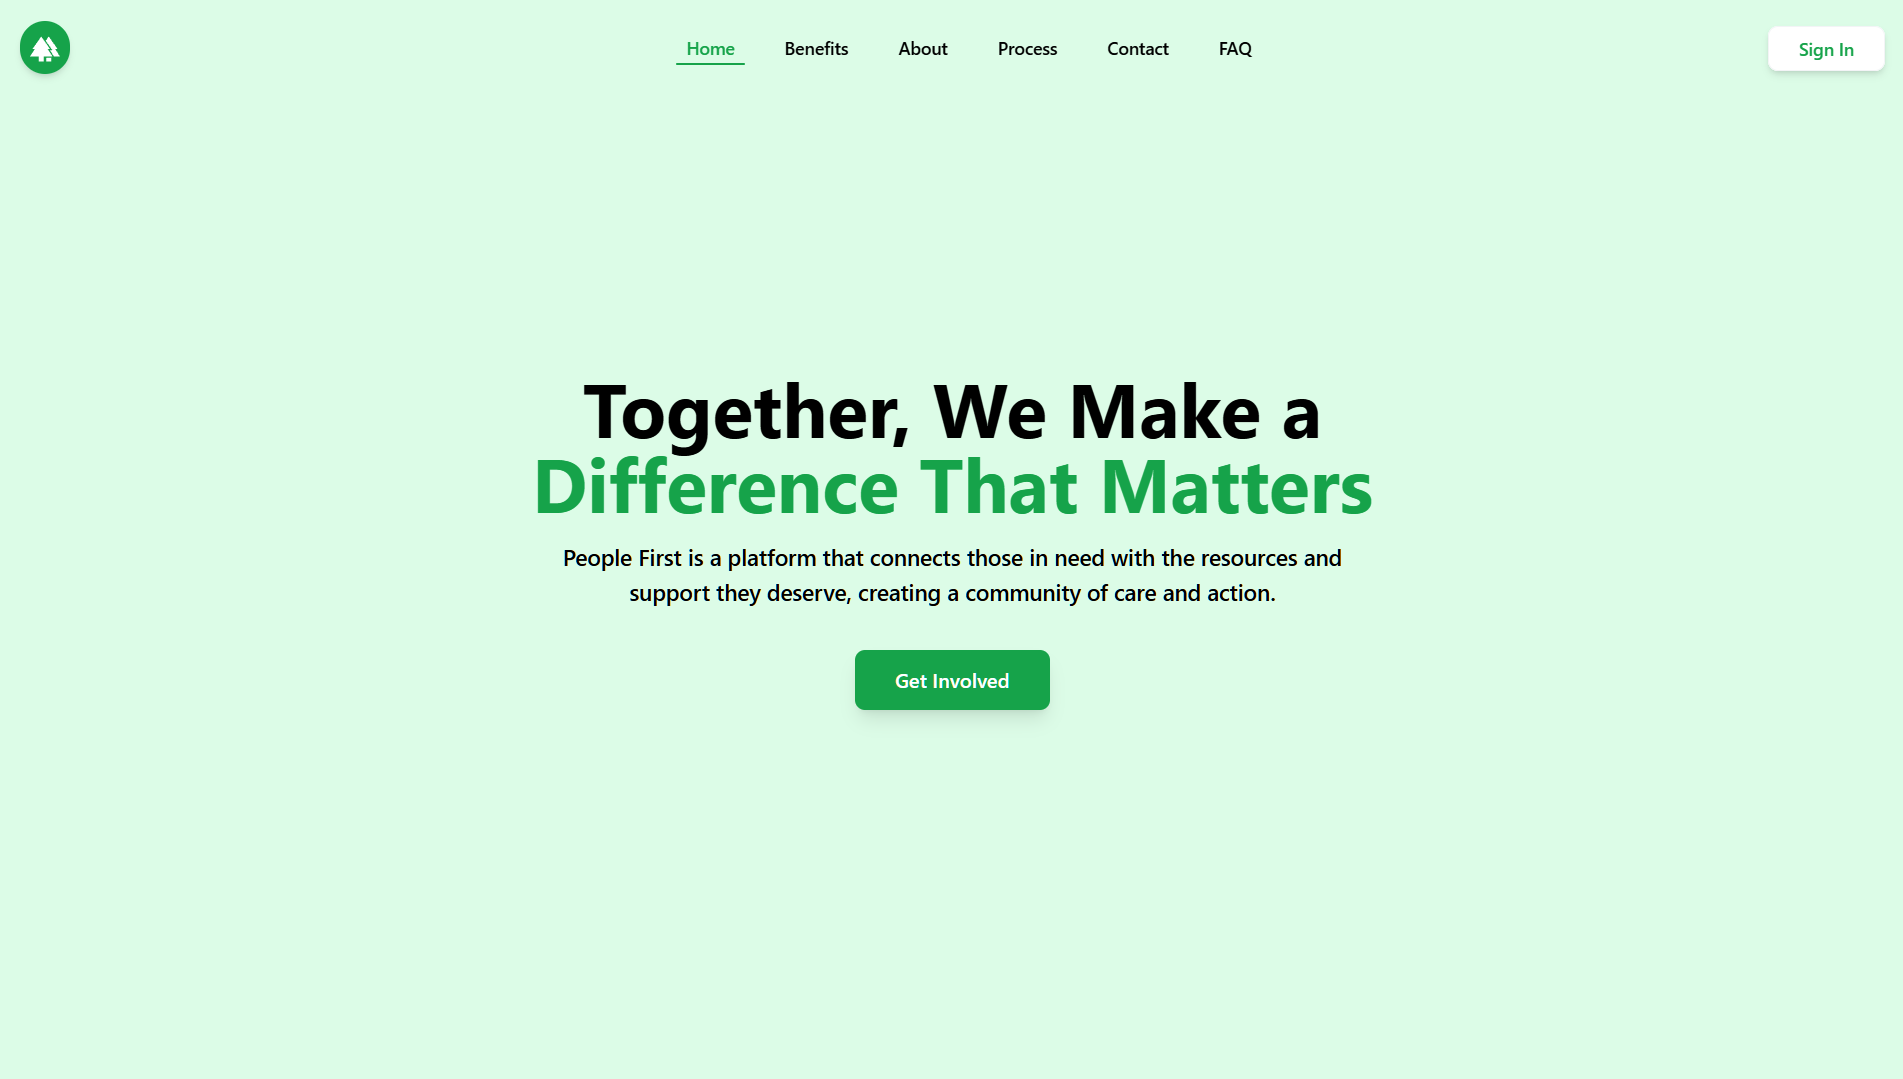 Home Benefits About Process Contact FAQ Sign In
Together, We Make a
Difference That Matters
People First is a platform that connects those in need with the resources and
support they deserve, creating a community of care and action.
Get Involved